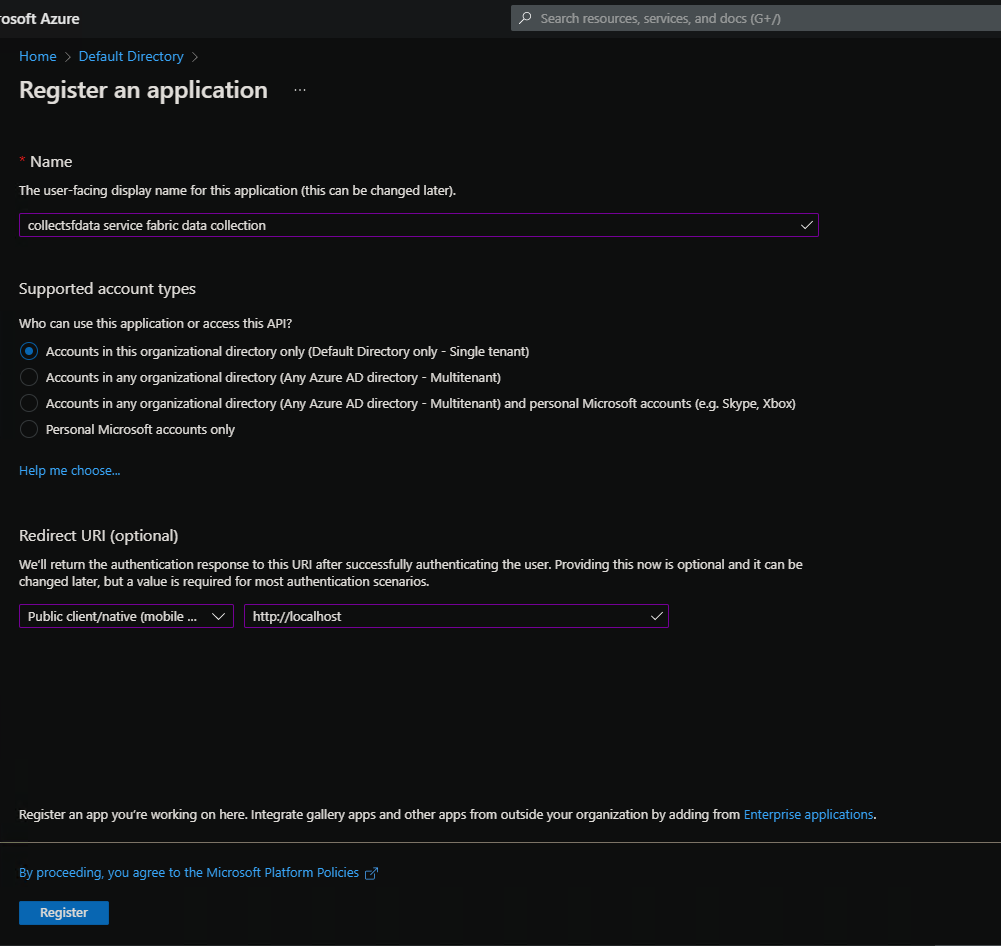 rosoft Azure
Search resources, services, and docs (G+/)
Home > Default Directory >
Register an application ...
* Name
The user-facing display name for this application (this can be changed later).
collectsfdata service fabric data collection
Supported account types
Who can use this application or access this API?
Accounts in this organizational directory only (Default Directory only - Single tenant)
Accounts in any organizational directory (Any Azure AD directory - Multitenant)
Accounts in any organizational directory (Any Azure AD directory - Multitenant) and personal Microsoft accounts (e.g. Skype, Xbox)
Personal Microsoft accounts only
Help me choose...
Redirect URI (optional)
We'll return the authentication response to this URI after successfully authenticating the user. Providing this now is optional and it can be
changed later, but a value is required for most authentication scenarios.
Public client/native (mobile ... http://localhost
Register an app you're working on here. Integrate gallery apps and other apps from outside your organization by adding from Enterprise applications.
By proceeding, you agree to the Microsoft Platform Policies
Register